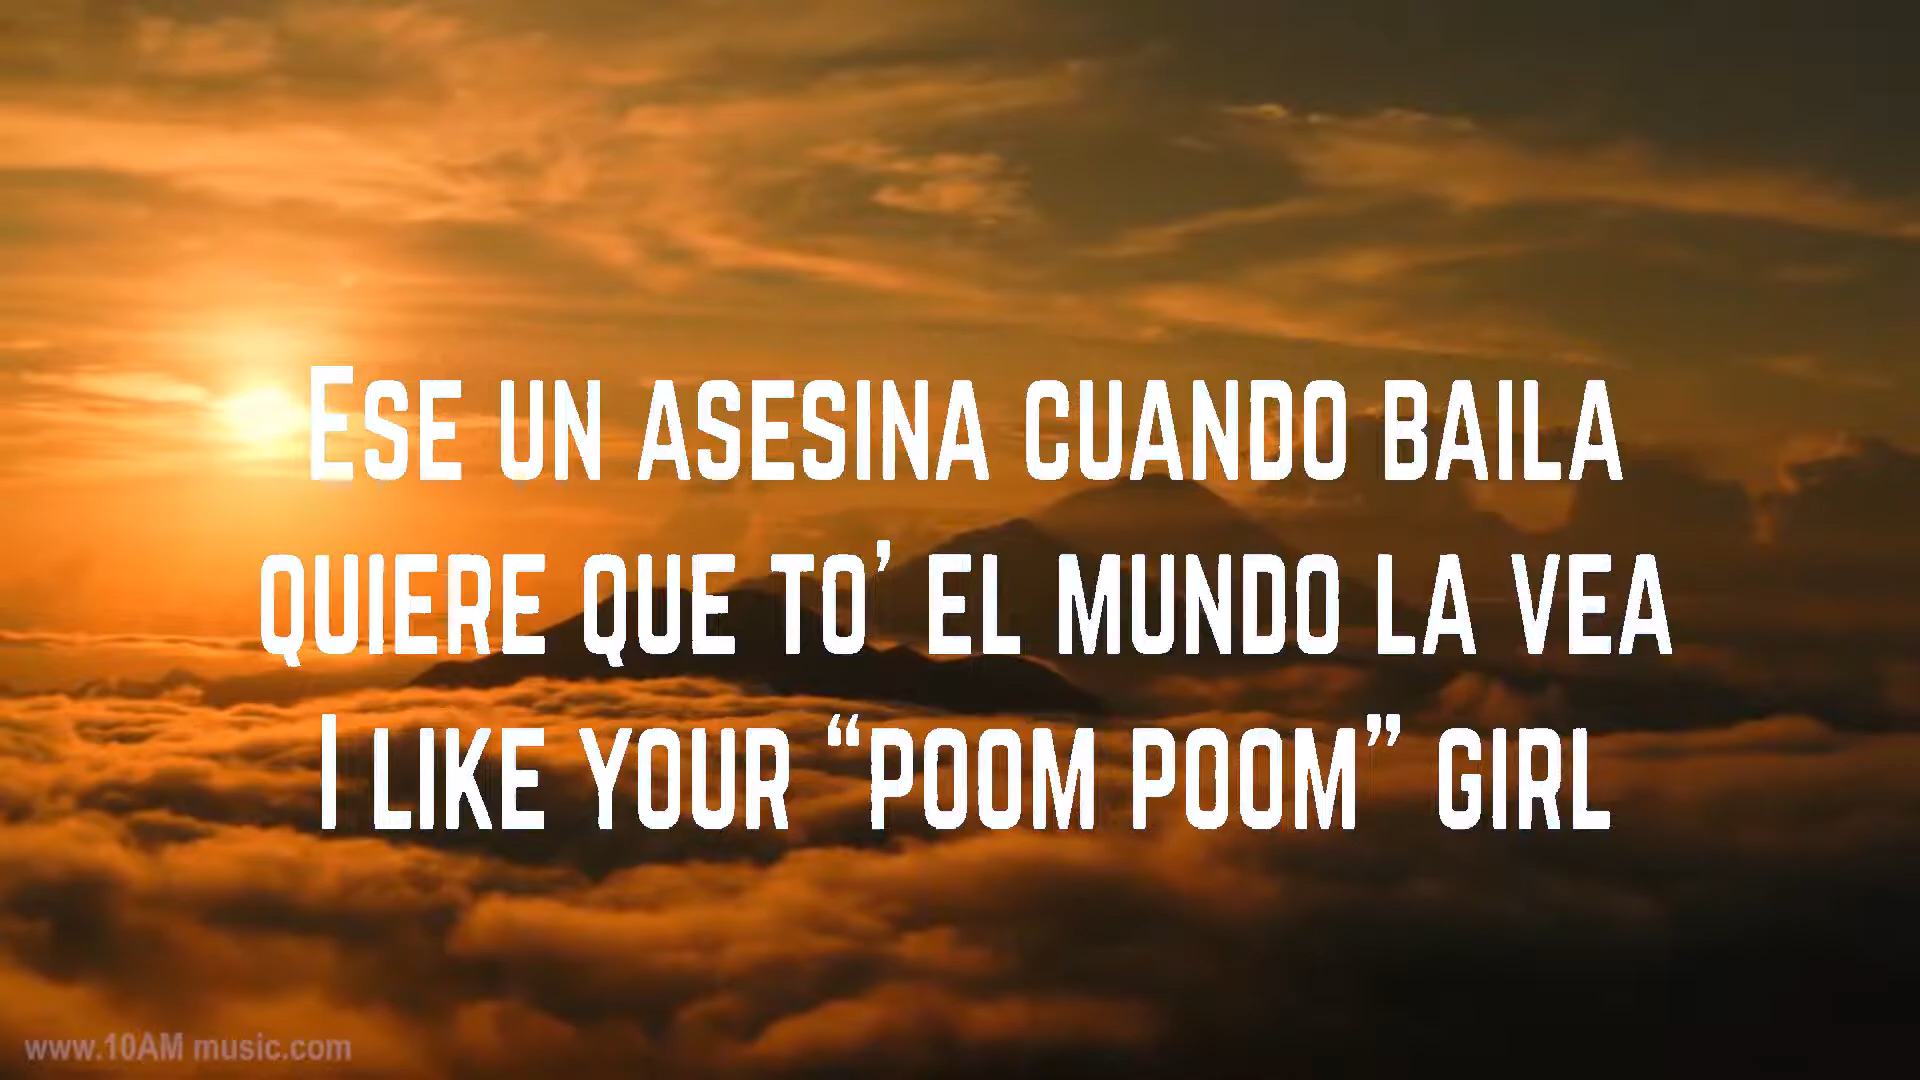 Ese un asesina cuando baila
quiere que to' el mundo la vea
I like your “poom poom” girl
www.10AM music.com